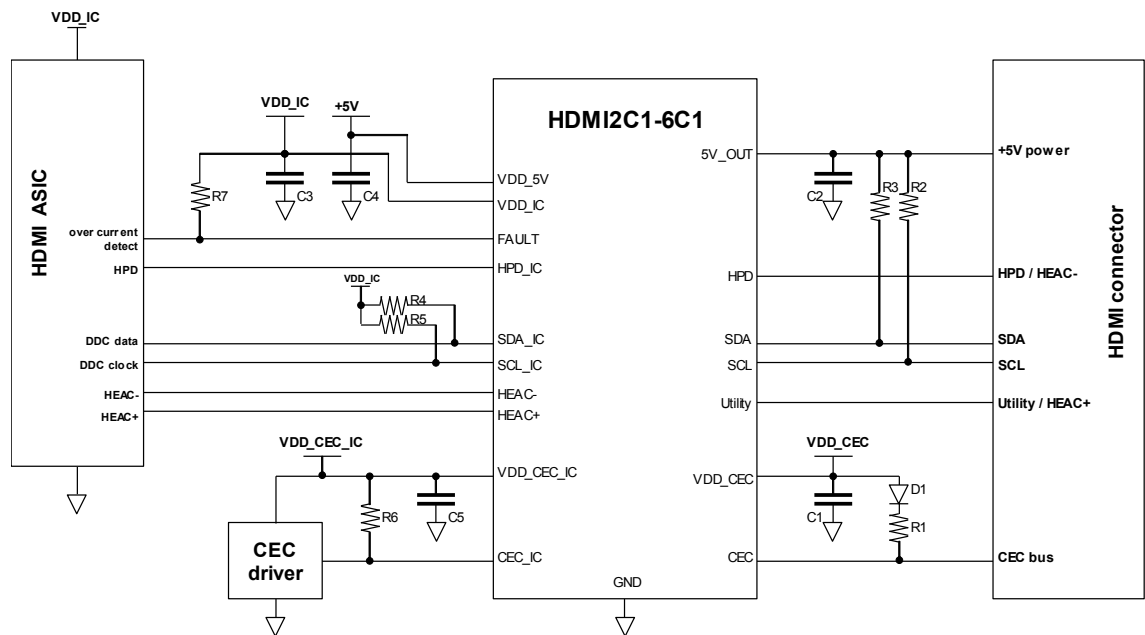 VDD_IC
HDMI ASIC
VDD_IC
+5V
HDMI2C1-6C1
HDMI connector
R7
C3
C4
VDD_5V
VDD_IC
over current
detect
FAULT
HPD
HPD_IC
VDD_IC
R4
R5
DDC data
SDA_IC
DDC clock
SCL_IC
HEAC-
HEAC-
HEAC+
HEAC+
VDD_CEC_IC
VDD_CEC_IC
R6
C5
CEC
driver
CEC_IC
GND
5V_OUT
+5V power
C2
R3
R2
HPD
HPD / HEAC-
SDA
SDA
SCL
SCL
Utility
Utility / HEAC+
VDD_CEC
VDD_CEC
C1
D1
R1
CEC
CEC bus